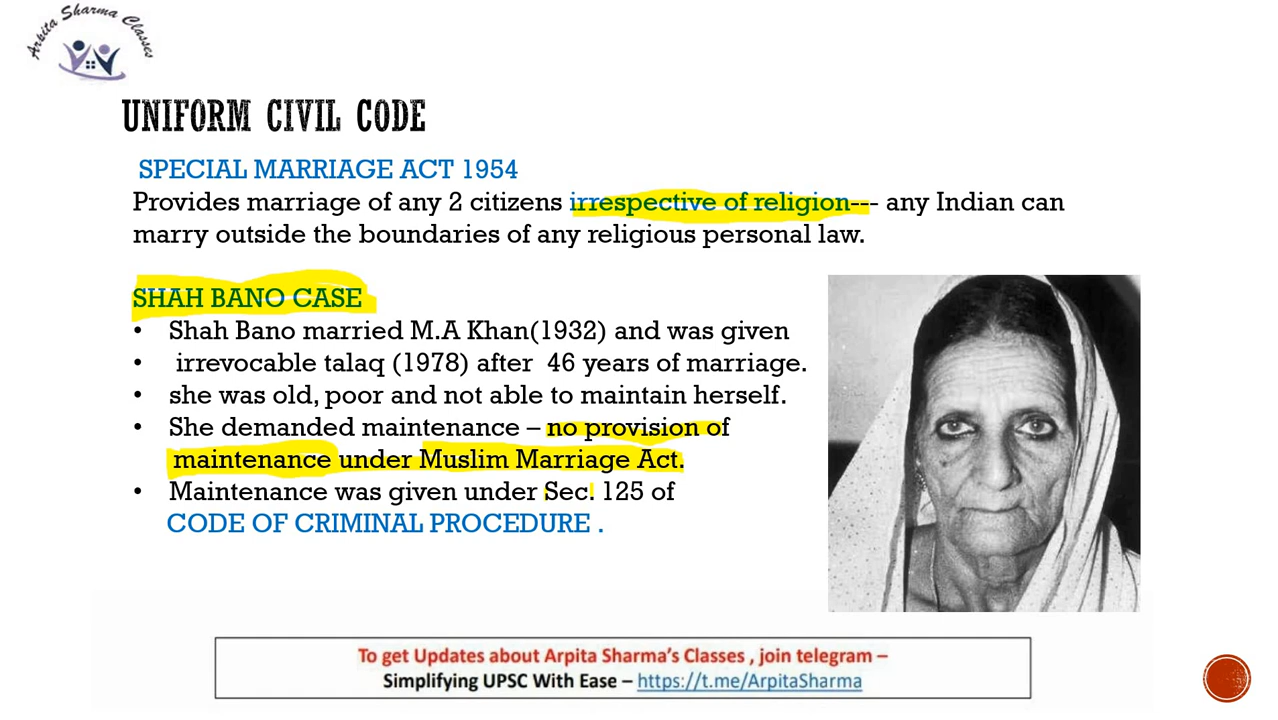 Arpita Sharma Classes
UNIFORM CIVIL CODE
SPECIAL MARRIAGE ACT 1954
Provides marriage of any 2 citizens irrespective of religion--- any Indian can
marry outside the boundaries of any religious personal law.
SHAH BANO CASE
• Shah Bano married M.A Khan(1932) and was given
• irrevocable talaq (1978) after 46 years of marriage.
• she was old, poor and not able to maintain herself.
• She demanded maintenance – no provision of
maintenance under Muslim Marriage Act.
• Maintenance was given under Sec. 125 of
CODE OF CRIMINAL PROCEDURE .
To get Updates about Arpita Sharma's Classes , join telegram –
Simplifying UPSC With Ease – https://t.me/ArpitaSharma